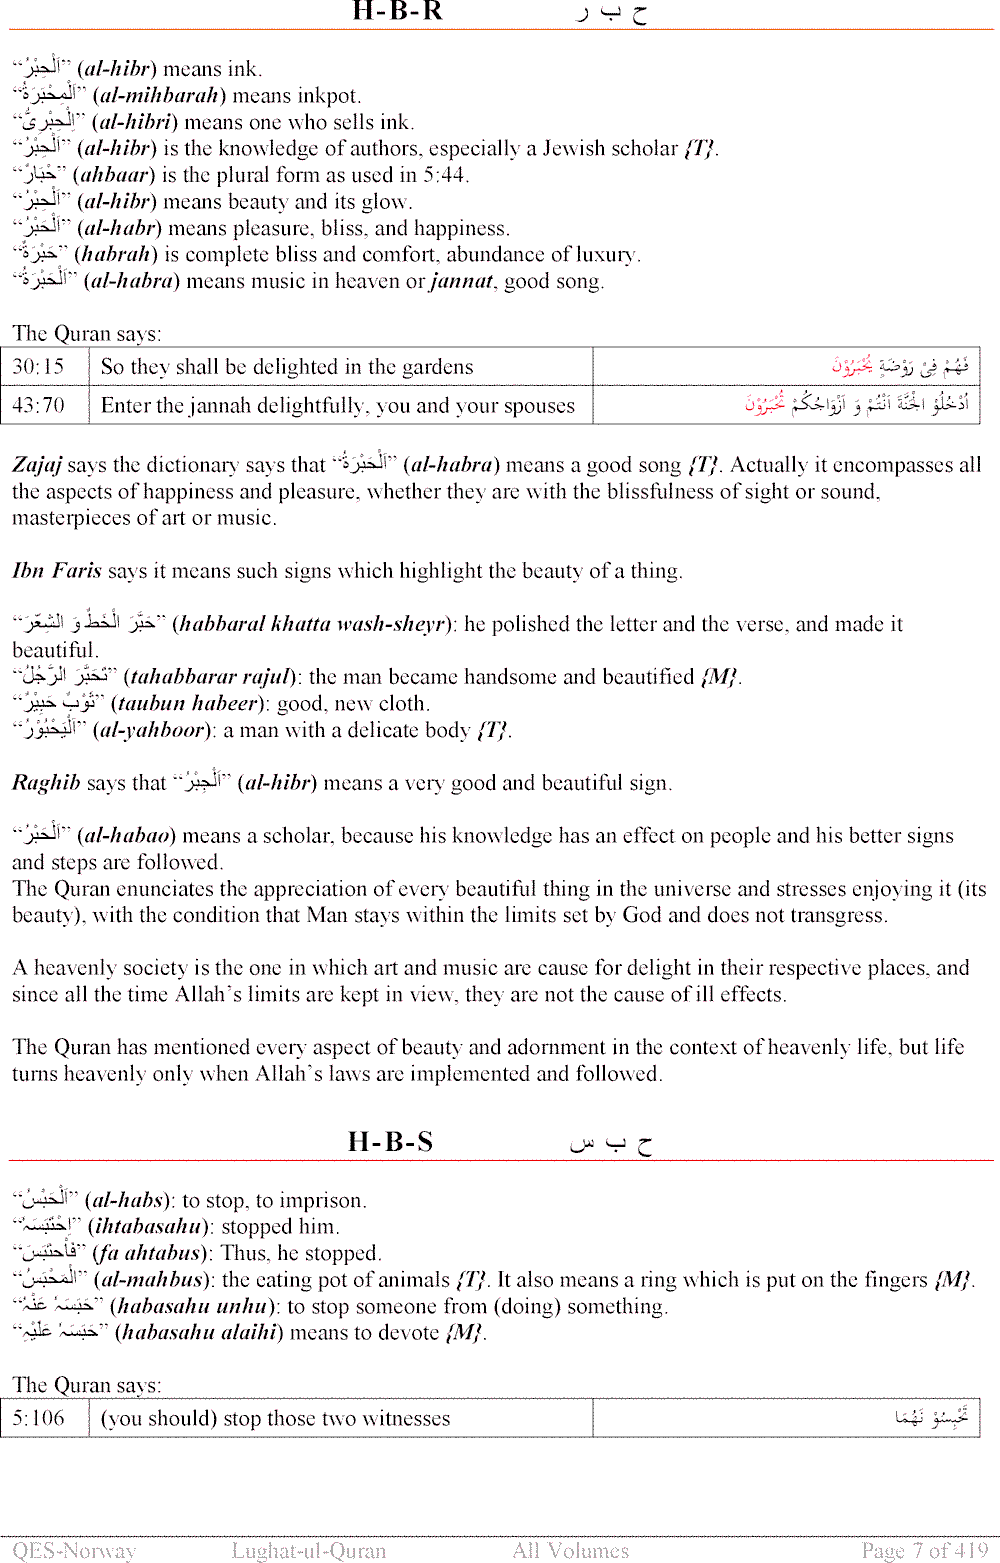 H-B-R ح ب ر
“اَلْحِبْرُ” (al-hibr) means ink.
“اَلْمِحْبَرَةُ” (al-mihbarah) means inkpot.
“اَلْحِبْرِیُّ” (al-hibri) means one who sells ink.
“اَلْحِبْرُ” (al-hibr) is the knowledge of authors, especially a Jewish scholar {T}.
“حْبَارٌ” (ahbaar) is the plural form as used in 5:44.
“اَلْحِبْرُ” (al-hibr) means beauty and its glow.
“اَلْحَبْرُ” (al-habr) means pleasure, bliss, and happiness.
“حَبْرَةٌ” (habrah) is complete bliss and comfort, abundance of luxury.
“اَلْحَبْرَةُ” (al-habra) means music in heaven or jannat, good song.
The Quran says:
30:15 So they shall be delighted in the gardens فَهُمْ فِیْ رَوْضَةٍ یُّحْبَرُوْنَ
43:70 Enter the jannah delightfully, you and your spouses اُدْخُلُوْ الجَنَّةَ اَنْتُمْ وَ اَزْوَاجُكُمْ تُحْبَرُوْنَ
Zajaj says the dictionary says that “اَلْحَبْرَةُ” (al-habra) means a good song {T}. Actually it encompasses all
the aspects of happiness and pleasure, whether they are with the blissfulness of sight or sound,
masterpieces of art or music.
Ibn Faris says it means such signs which highlight the beauty of a thing.
“حَبَّرَ الْخَطَّ وَ الشِعّرَ” (habbaral khatta wash-sheyr): he polished the letter and the verse, and made it
beautiful.
“تَحَبَّرَ الرَّجُلُ” (tahabbarar rajul): the man became handsome and beautified {M}.
“ثَوْبٌ حَبِیْرٌ” (taubun habeer): good, new cloth.
“اَلْیَحْبُوْرُ” (al-yahboor): a man with a delicate body {T}.
Raghib says that “اَلْحِبْرُ” (al-hibr) means a very good and beautiful sign.
“اَلْحَبْرُ” (al-habao) means a scholar, because his knowledge has an effect on people and his better signs
and steps are followed.
The Quran enunciates the appreciation of every beautiful thing in the universe and stresses enjoying it (its
beauty), with the condition that Man stays within the limits set by God and does not transgress.
A heavenly society is the one in which art and music are cause for delight in their respective places, and
since all the time Allah’s limits are kept in view, they are not the cause of ill effects.
The Quran has mentioned every aspect of beauty and adornment in the context of heavenly life, but life
turns heavenly only when Allah’s laws are implemented and followed.
H-B-S ح ب س
“اَلْحَبْسُ” (al-habs): to stop, to imprison.
“اِحْتَبَسَہُ” (ihtabasahu): stopped him.
“فَاَحتَبَسَ” (fa ahtabus): Thus, he stopped.
“الْمَحْبَسُ” (al-mahbus): the eating pot of animals {T}. It also means a ring which is put on the fingers {M}.
“حَبَسَہُ عَنْہُ” (habasahu unhu): to stop someone from (doing) something.
“حَبَسَہُ عَلَیْہِ” (habasahu alaihi) means to devote {M}.
The Quran says:
5:106 (you should) stop those two witnesses تَحْبِسُوْ نَهُمَا
QES-Norway Lughat-ul-Quran All Volumes Page 7 of 419